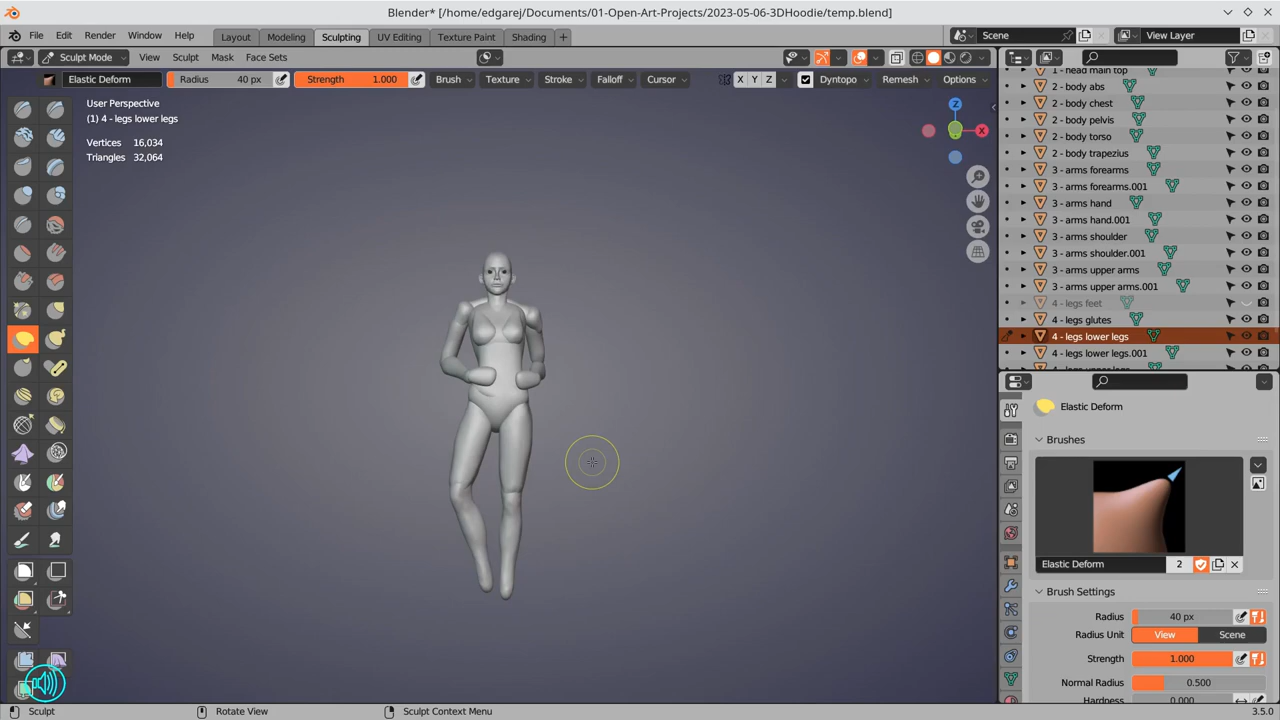 Blender* [/home/edgarej/Documents/01-Open-Art-Projects/2023-05-06-3DHoodie/temp.blend]
File Edit Render Window Help Layout Modeling Sculpting UV Editing Texture Paint Shading + Scene View Layer
Sculpt Mode View Sculpt Mask Face Sets
Elastic Deform Radius 40 px Strength 1.000 Brush Texture Stroke Falloff Cursor X Y Z Dyntopo Remesh Options
User Perspective
(1) 4 - legs lower legs
Vertices 16,034
Triangles 32,064
Z
X
1 - head main top
2 - body abs
2 - body chest
2 - body pelvis
2 - body torso
2 - body trapezius
3 - arms forearms
3 - arms forearms.001
3 - arms hand
3 - arms hand.001
3 - arms shoulder
3 - arms shoulder.001
3 - arms upper arms
3 - arms upper arms.001
4 - legs feet
4 - legs glutes
4 - legs lower legs
4 - legs lower legs.001
Elastic Deform
Brushes
Elastic Deform 2
Brush Settings
Radius 40 px
Radius Unit View Scene
Strength 1.000
Normal Radius 0.500
Hardness 0.000
Sculpt Rotate View Sculpt Context Menu 3.5.0